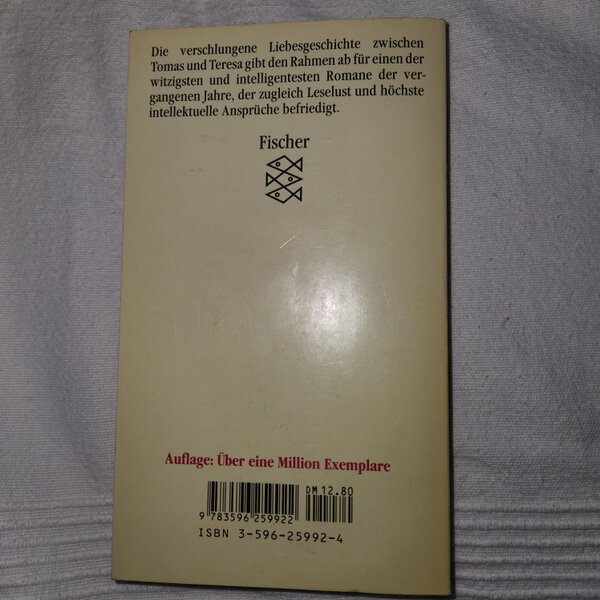 Die verschlungene Liebesgeschichte zwischen
Tomas und Teresa gibt den Rahmen ab für einen der
witzigsten und intelligentesten Romane der ver-
gangenen Jahre, der zugleich Leselust und höchste
intellektuelle Ansprüche befriedigt.
Fischer
Auflage: Über eine Million Exemplare
DM 12.80
9 783596 259922
ISBN 3-596-25992-4